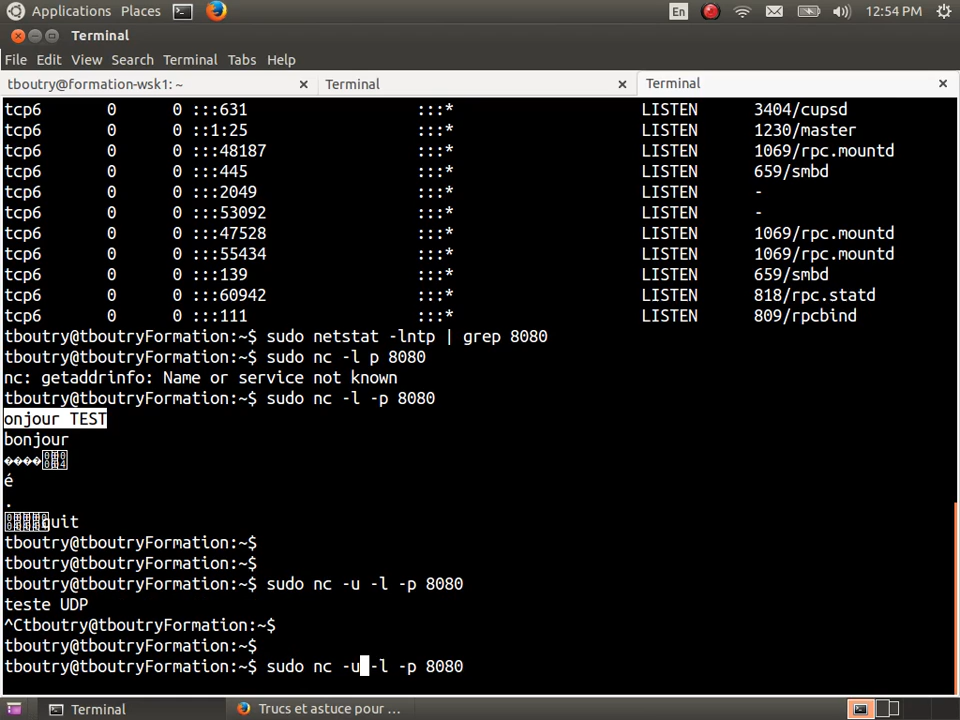 Applications Places En 12:54 PM
Terminal
File Edit View Search Terminal Tabs Help
tboutry@formation-wsk1: ~ × Terminal × Terminal ×
tcp6 0 0 :::631 :::* LISTEN 3404/cupsd
tcp6 0 0 ::1:25 :::* LISTEN 1230/master
tcp6 0 0 :::48187 :::* LISTEN 1069/rpc.mountd
tcp6 0 0 :::445 :::* LISTEN 659/smbd
tcp6 0 0 :::2049 :::* LISTEN -
tcp6 0 0 :::53092 :::* LISTEN -
tcp6 0 0 :::47528 :::* LISTEN 1069/rpc.mountd
tcp6 0 0 :::55434 :::* LISTEN 1069/rpc.mountd
tcp6 0 0 :::139 :::* LISTEN 659/smbd
tcp6 0 0 :::60942 :::* LISTEN 818/rpc.statd
tcp6 0 0 :::111 :::* LISTEN 809/rpcbind
tboutry@tboutryFormation:~$ sudo netstat -lntp | grep 8080
tboutry@tboutryFormation:~$ sudo nc -l p 8080
nc: getaddrinfo: Name or service not known
tboutry@tboutryFormation:~$ sudo nc -l -p 8080
onjour TEST
bonjour
����
é
.
quit
tboutry@tboutryFormation:~$
tboutry@tboutryFormation:~$
tboutry@tboutryFormation:~$ sudo nc -u -l -p 8080
teste UDP
^Ctboutry@tboutryFormation:~$
tboutry@tboutryFormation:~$
tboutry@tboutryFormation:~$ sudo nc -u -l -p 8080
Terminal Trucs et astuce pour ...